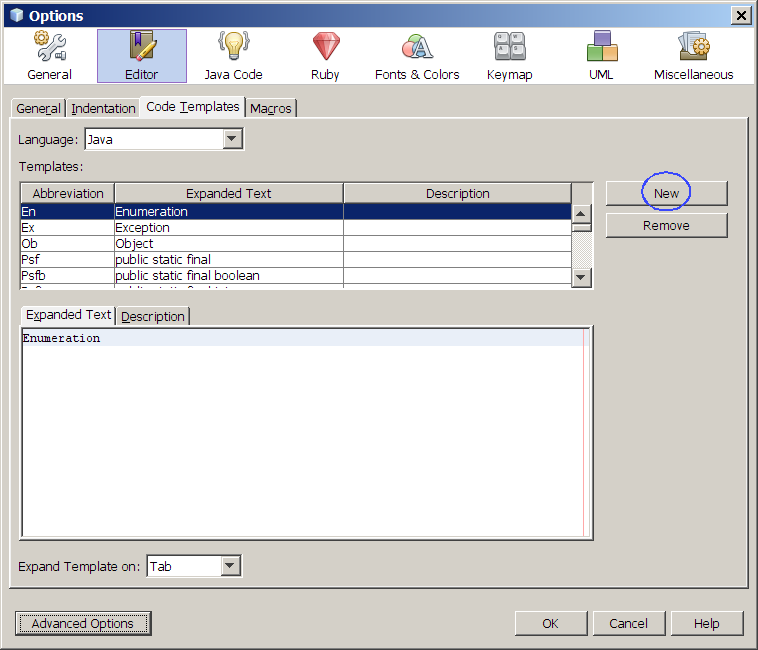 Options
General Editor Java Code Ruby Fonts & Colors Keymap UML Miscellaneous
General Indentation Code Templates Macros
Language: Java
Templates:
Abbreviation Expanded Text Description
New
En Enumeration
Ex Exception
Remove
Ob Object
Psf public static final
Psfb public static final boolean
Expanded Text Description
Enumeration
Expand Template on: Tab
Advanced Options OK Cancel Help